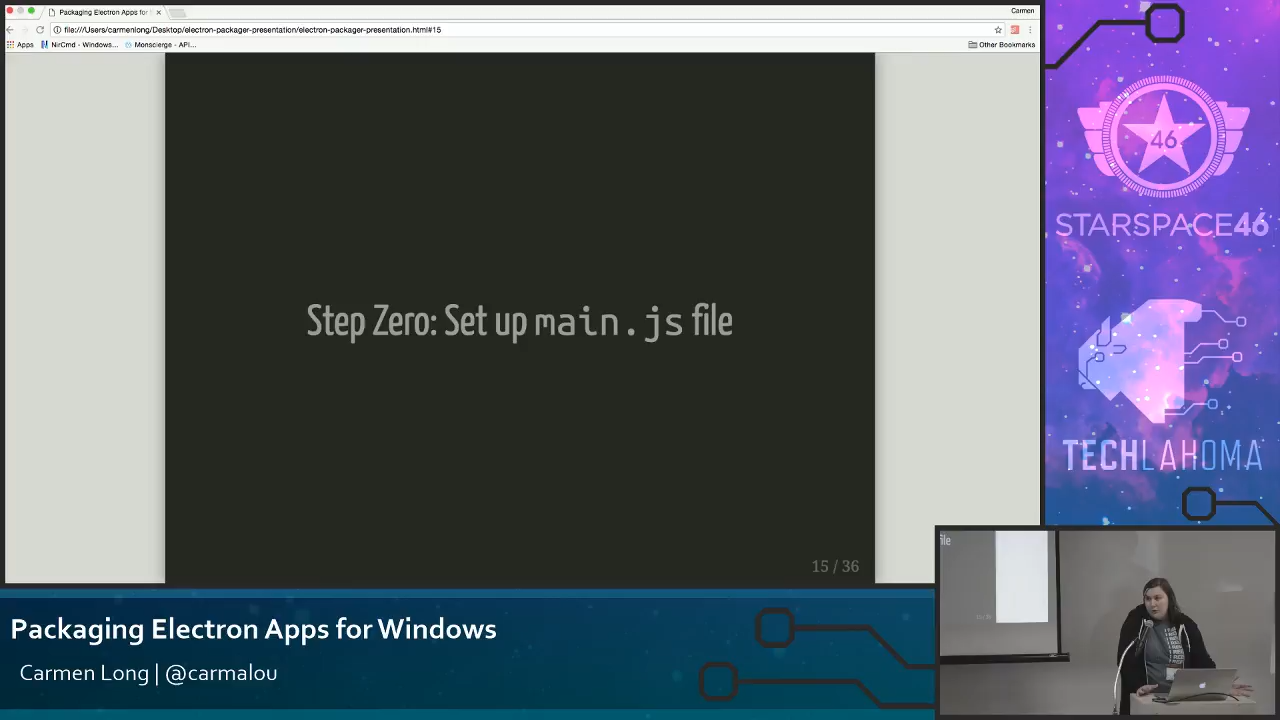 Packaging Electron Apps for
Carmen
file:///Users/carmenlong/Desktop/electron-packager-presentation/electron-packager-presentation.html#15
Apps
NirCmd - Windows...
Monscierge - API...
Other Bookmarks
Step Zero: Set up main.js file
15 / 36
46
STARSPACE46
TECHLAHOMA
file
Packaging Electron Apps for Windows
Carmen Long | @carmalou